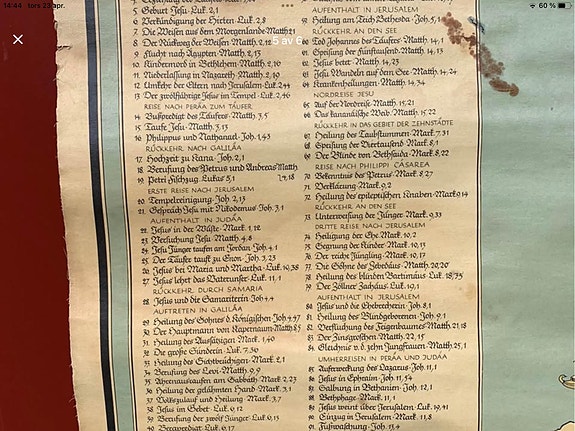 14:44 tors 23 apr.
60 %
5 av 6
5 Geburt Jesu · Luk. 2,1
6 Verkündigung der Hirten · Luk. 2,8
7 Die Weisen aus dem Morgenlande · Matth. 2,1
8 Der Rückweg der Weisen · Matth. 2,12
9 Flucht nach Ägypten · Matth. 2,13
10 Kindermord in Bethlehem · Matth. 2,16
11 Niederlassung in Nazareth · Matth. 2,19
12 Umkehr der Eltern nach Jerusalem · Luk. 2,44
13 Der zwölfjährige Jesus im Tempel · Luk. 2,46
REISE NACH PERÄA ZUM TÄUFER
14 Bußpredigt des Täufers · Matth. 3,5
15 Taufe Jesu · Matth. 3,13
16 Philippus und Nathanael · Joh. 1,43
RÜCKKEHR NACH GALILÄA
17 Hochzeit zu Kana · Joh. 2,1
18 Berufung des Petrus und Andreas · Matth.
19 Petri Fischzug · Lukas 5,1 4,18
ERSTE REISE NACH JERUSALEM
20 Tempelreinigung · Joh. 2,13
21 Gespräch Jesu mit Nikodemus · Joh. 3,1
AUFENTHALT IN JUDÄA
22 Jesus in der Wüste · Mark. 1,12
23 Versuchung Jesu · Matth. 4,8
24 Jesu Jünger taufen am Jordan · Joh. 4,1
25 Der Täufer tauft zu Enon · Joh. 3,23
26 Jesus bei Maria und Martha · Luk. 10,38
27 Jesus lehrt das Vaterunser · Luk. 11,1
RÜCKKEHR DURCH SAMARIA
28 Jesus und die Samariterin · Joh. 4,4
AUFTRETEN IN GALILÄA
29 Heilung des Sohnes d. Königischen · Joh. 4,47
30 Der Hauptmann von Kapernaum · Matth. 8,5
31 Heilung des Aussätzigen · 1,40
32 Die große Sünderin · Luk. 7,36
33 Heilung des Gichtbrüchigen · Mark. 2,1
34 Berufung des Levi · Matth. 9,9
35 Ährenausraufen am Sabbath · Mark. 2,23
36 Heilung der gelähmten Hand · Mark. 3,1
37 Volkszulauf und Heilung · Mark. 3,7
38 Jesus im Gebet · Luk. 6,12
39 Berufung der zwölf Jünger · Luk. 6,13
40 Bergpredigt · Luk. 6,17
AUFENTHALT IN JERUSALEM
59 Heilung am Teich Bethesda · Joh. 5,1
60 Tod Johannes des Täufers · Matth. 14,1
61 Speisung der Fünftausend · Matth. 14,13
62 Jesus betet · Matth. 14,23
63 Jesu Wandeln auf dem See · Matth. 14,24
64 Krankenheilungen · Matth. 14,34
NORDREISE JESU
65 Auf der Nordreise · Matth. 15,21
66 Das kananäische Weib · Matth. 15,22
RÜCKKEHR IN DAS GEBIET DER ZEHNSTÄDTE
67 Heilung des Taubstummen · Mark. 7,31
68 Speisung der Viertausend · Mark. 8,1
69 Der Blinde von Bethsaida · Mark. 8,22
REISE NACH PHILIPPI CÄSAREA
70 Bekenntnis des Petrus · Mark. 8,27
71 Verklärung · Mark. 9,2
72 Heilung des epileptischen Knaben · Mark. 9,14
RÜCKKEHR AN DEN SEE
73 Unterweisung der Jünger · Mark. 9,33
DRITTE REISE NACH JERUSALEM
74 Heiligung der Ehe · Mark. 10,2
75 Segnung der Kinder · Mark. 10,13
76 Der reiche Jüngling · Mark. 10,17
77 Die Söhne des Zebedäus · Matth. 20,20
78 Heilung des blinden Bartimäus · Luk. 18,35
79 Der Zöllner Zachäus · Luk. 19,1
AUFENTHALT IN JERUSALEM
80 Jesus und die Ehebrecherin · Joh. 8,1
81 Heilung des Blindgeborenen · Joh. 9,1
82 Verfluchung des Feigenbaumes · Matth. 21,18
83 Der Zinsgroschen · Matth. 22,15
84 Gleichnis v. d. zehn Jungfrauen · Matth. 25,1
UMHERREISEN IN PERÄA UND JUDÄA
85 Auferweckung des Lazarus · Joh. 11,1
86 Jesus in Ephraim · Joh. 11,54
87 Salbung in Bethanien · Joh. 12,1
88 Bethphage · Mark. 11,1
89 Jesus weint über Jerusalem · Luk. 19,41
90 Einzug in Jerusalem · Mark. 11,8
91 Fußwaschung · Joh. 13,4